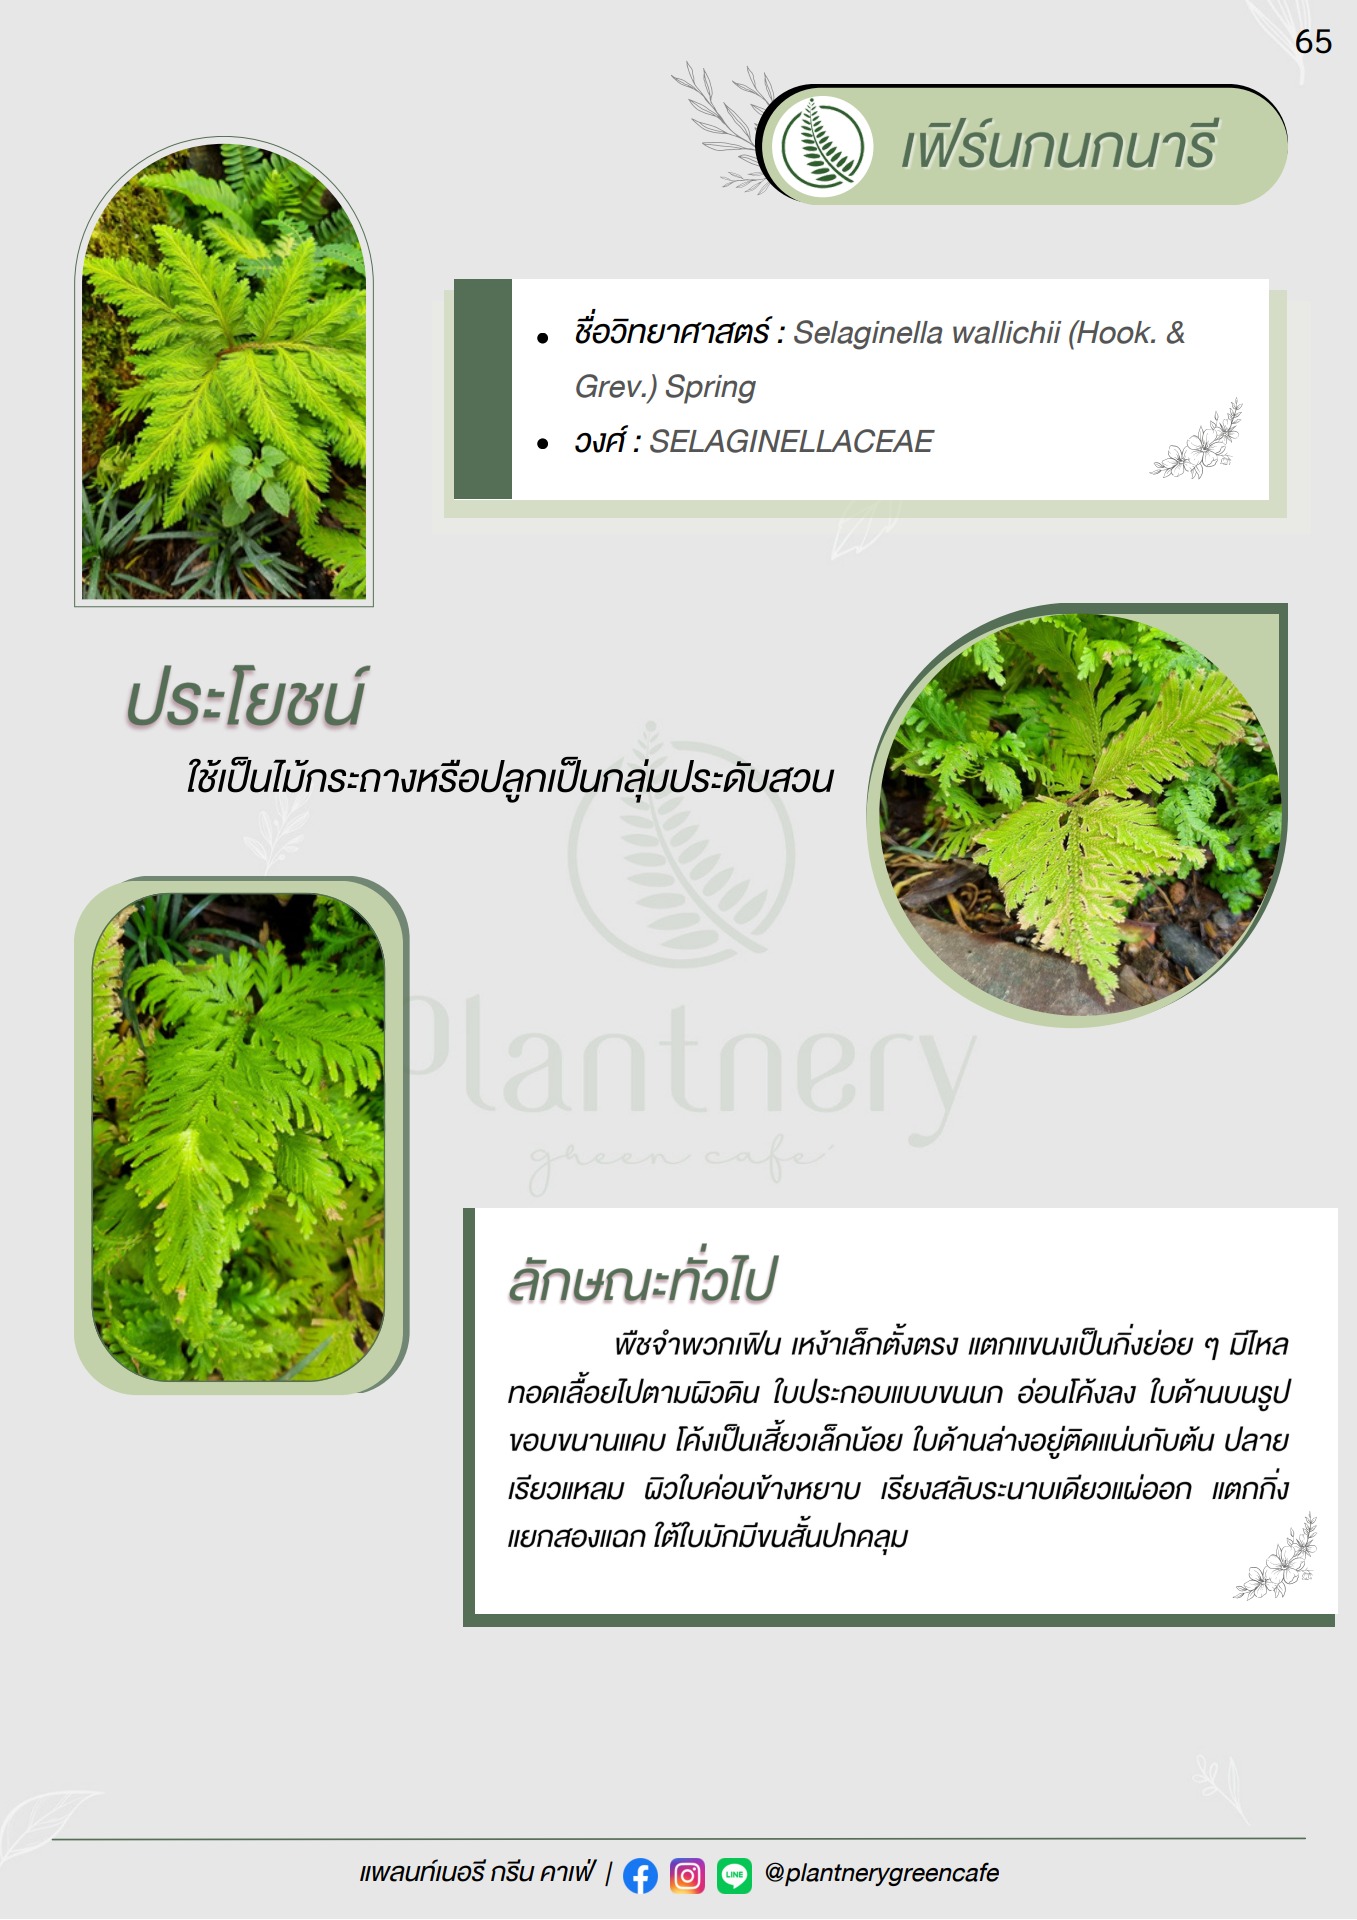 65
เฟิร์นกนกนารี
ชื่อวิทยาศาสตร์ : Selaginella wallichii (Hook. &
Grev.) Spring
วงศ์ : SELAGINELLACEAE
ประโยชน์
ใช้เป็นไม้กระถางหรือปลูกเป็นกลุ่มประดับสวน
Plantnery
green cafe
ลักษณะทั่วไป
พืชจำพวกเฟิน เหง้าเล็กตั้งตรง แตกแขนงเป็นกิ่งย่อย ๆ มีไหล
ทอดเลื้อยไปตามผิวดิน ใบประกอบแบบขนนก อ่อนโค้งลง ใบด้านบนรูป
ขอบขนานแคบ โค้งเป็นเสี้ยวเล็กน้อย ใบด้านล่างอยู่ติดแน่นกับต้น ปลาย
เรียวแหลม ผิวใบค่อนข้างหยาบ เรียงสลับระนาบเดียวแผ่ออก แตกกิ่ง
แยกสองแฉก ใต้ใบมักมีขนสั้นปกคลุม
แพลนท์เนอรี กรีน คาเฟ่ | LINE @plantnerygreencafe